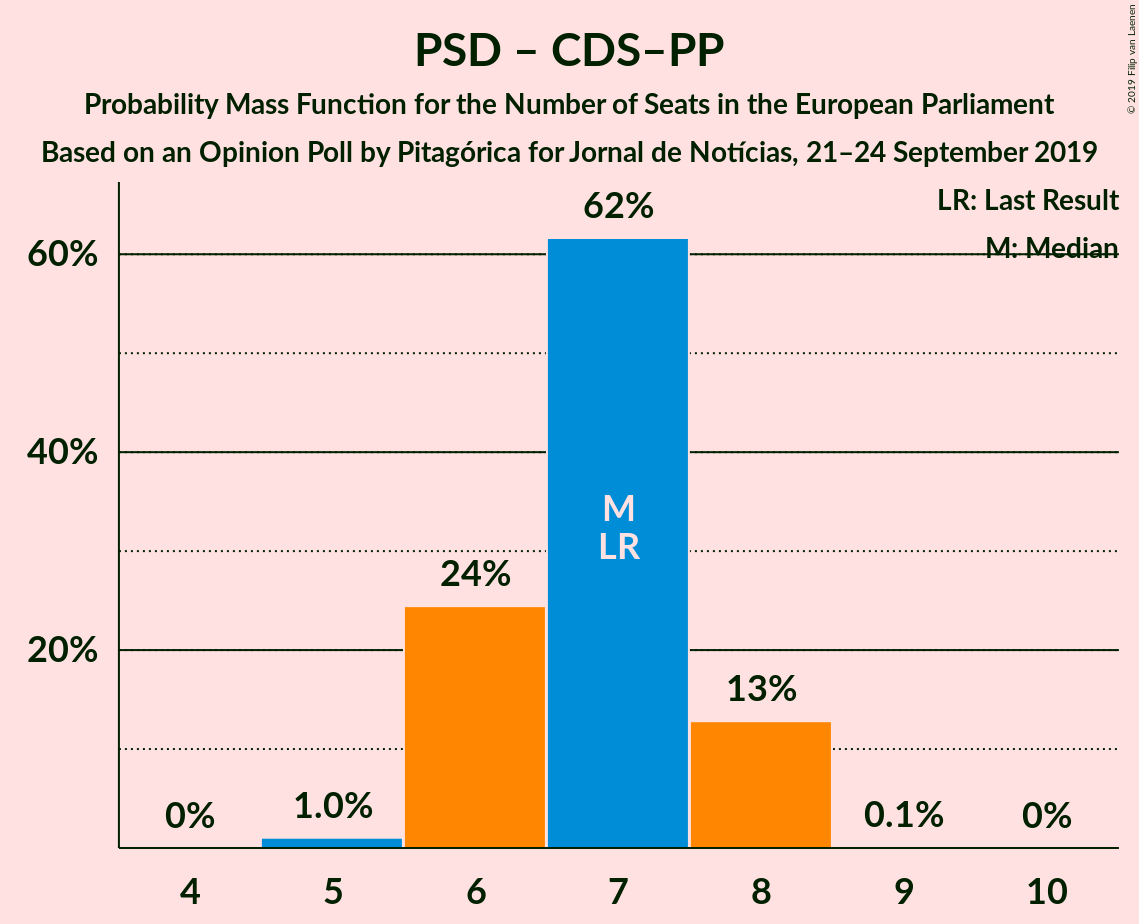 PSD – CDS–PP
Probability Mass Function for the Number of Seats in the European Parliament
Based on an Opinion Poll by Pitagórica for Jornal de Notícias, 21–24 September 2019
© 2019 Filip van Laenen
LR: Last Result
M: Median
60%
40%
20%
0%
1.0%
24%
62%
13%
0.1%
0%
M
LR
4
5
6
7
8
9
10